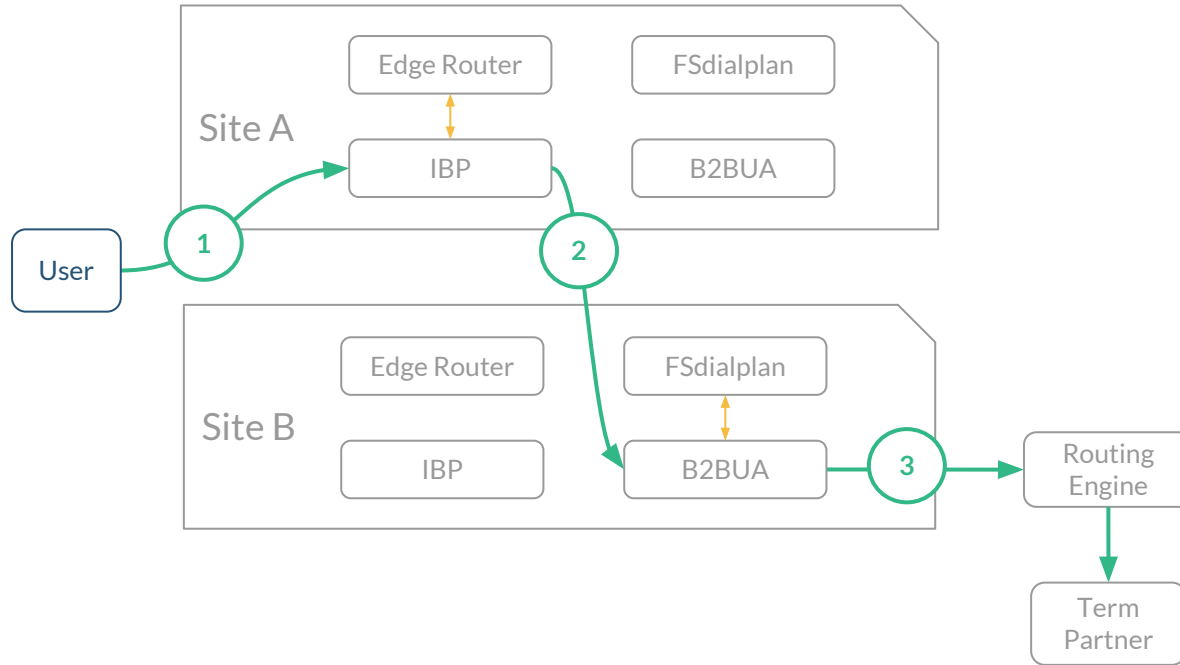 Edge Router
FSdialplan
Site A
IBP
B2BUA
1
User
2
Edge Router
FSdialplan
Site B
IBP
B2BUA
3
Routing
Engine
Term
Partner